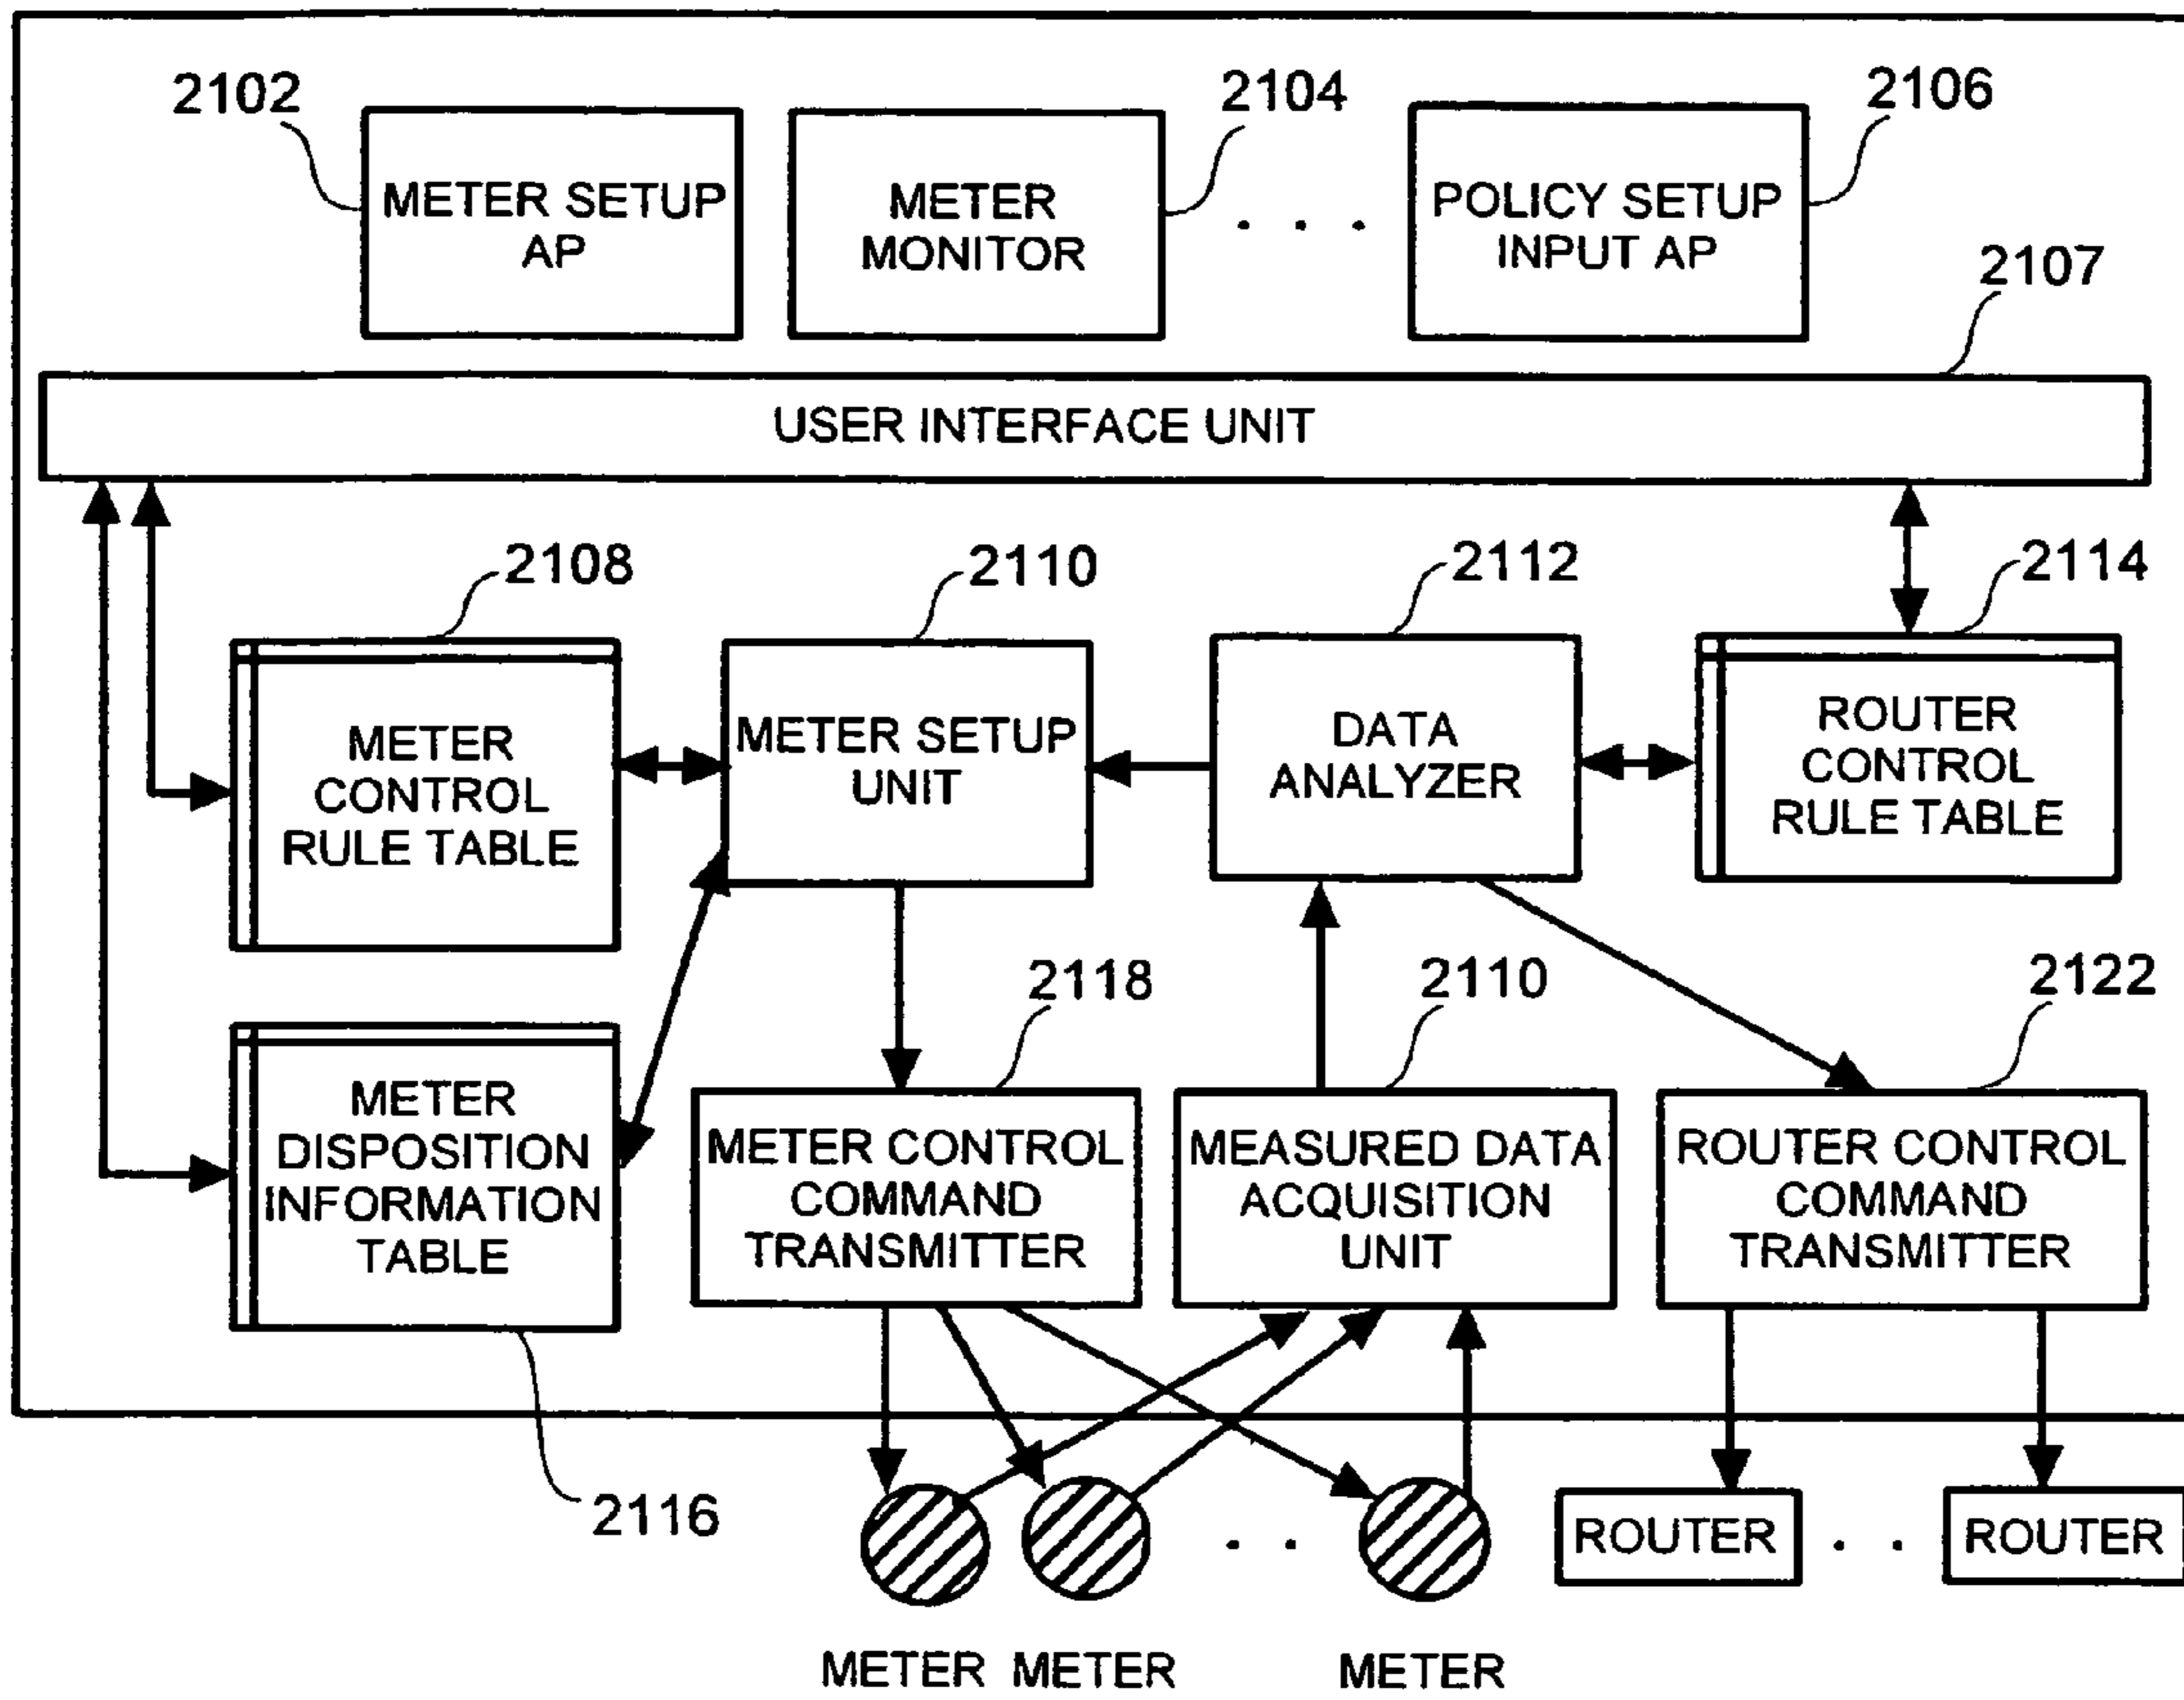 2102
2104
2106
METER SETUP
AP
METER
MONITOR
. . .
POLICY SETUP
INPUT AP
2107
USER INTERFACE UNIT
2108
2110
2112
2114
METER
CONTROL
RULE TABLE
METER SETUP
UNIT
DATA
ANALYZER
ROUTER
CONTROL
RULE TABLE
2118
2110
2122
METER
DISPOSITION
INFORMATION
TABLE
METER CONTROL
COMMAND
TRANSMITTER
MEASURED DATA
ACQUISITION
UNIT
ROUTER CONTROL
COMMAND
TRANSMITTER
2116
. .
ROUTER
. .
ROUTER
METER
METER
METER